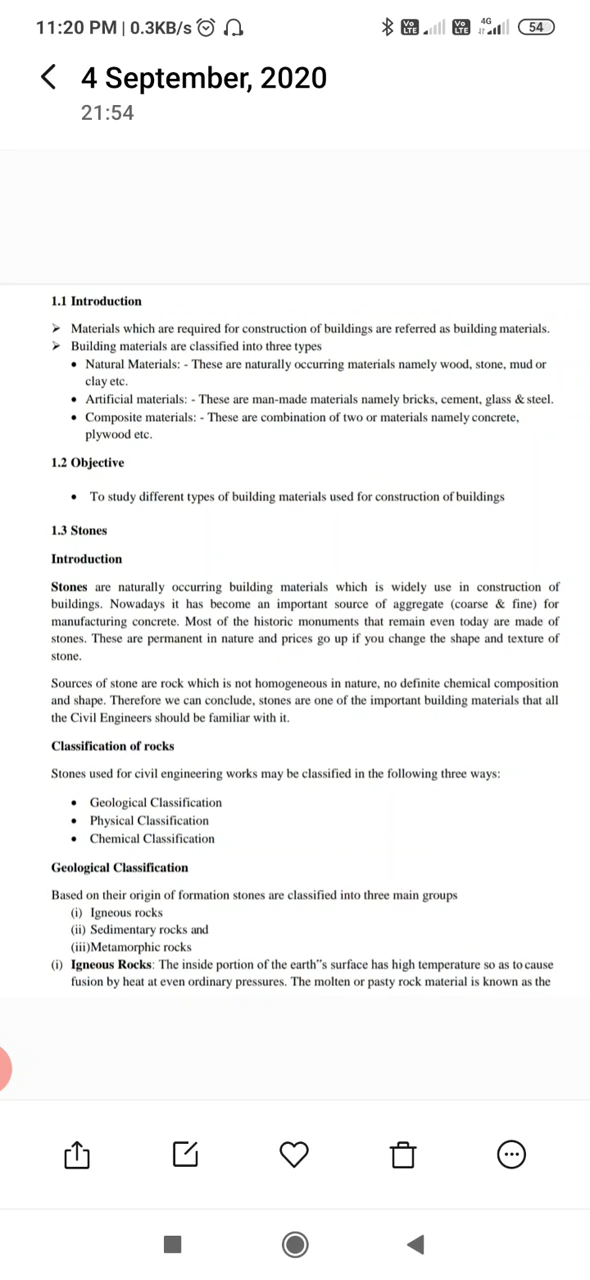 11:20 PM | 0.3KB/s
Vo LTE Vo LTE 4G 54
4 September, 2020
21:54
1.1 Introduction
➢ Materials which are required for construction of buildings are referred as building materials.
➢ Building materials are classified into three types
• Natural Materials: - These are naturally occurring materials namely wood, stone, mud or
clay etc.
• Artificial materials: - These are man-made materials namely bricks, cement, glass & steel.
• Composite materials: - These are combination of two or materials namely concrete,
plywood etc.
1.2 Objective
• To study different types of building materials used for construction of buildings
1.3 Stones
Introduction
Stones are naturally occurring building materials which is widely use in construction of
buildings. Nowadays it has become an important source of aggregate (coarse & fine) for
manufacturing concrete. Most of the historic monuments that remain even today are made of
stones. These are permanent in nature and prices go up if you change the shape and texture of
stone.
Sources of stone are rock which is not homogeneous in nature, no definite chemical composition
and shape. Therefore we can conclude, stones are one of the important building materials that all
the Civil Engineers should be familiar with it.
Classification of rocks
Stones used for civil engineering works may be classified in the following three ways:
• Geological Classification
• Physical Classification
• Chemical Classification
Geological Classification
Based on their origin of formation stones are classified into three main groups
(i) Igneous rocks
(ii) Sedimentary rocks and
(iii)Metamorphic rocks
(i) Igneous Rocks: The inside portion of the earth"s surface has high temperature so as to cause
fusion by heat at even ordinary pressures. The molten or pasty rock material is known as the